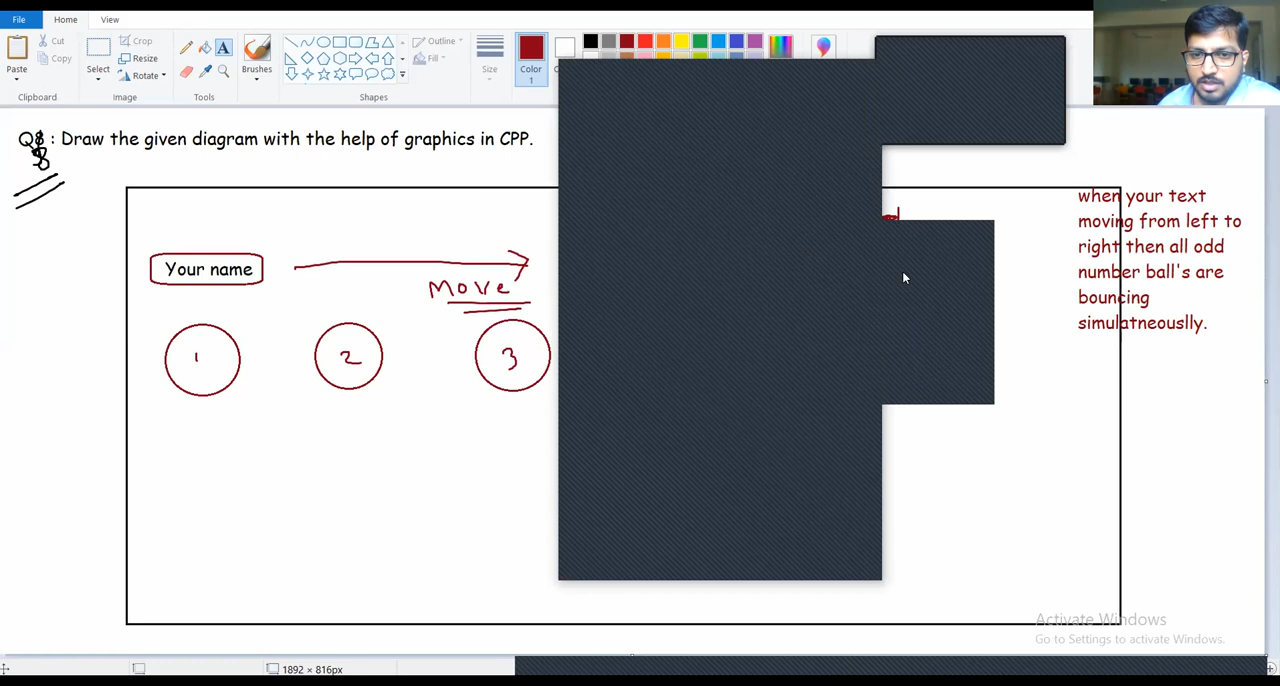 File Home View
Cut
Copy
Paste
Crop
Resize
Rotate
Select
Brushes
Outline
Fill
Size
Color
1
Clipboard Image Tools Shapes
: Draw the given diagram with the help of graphics in CPP.
Your name
Move
1 2 3
when your text
moving from left to
right then all odd
number ball's are
bouncing
simulatneouslly.
Activate Windows
Go to Settings to activate Windows.
1892 × 816px